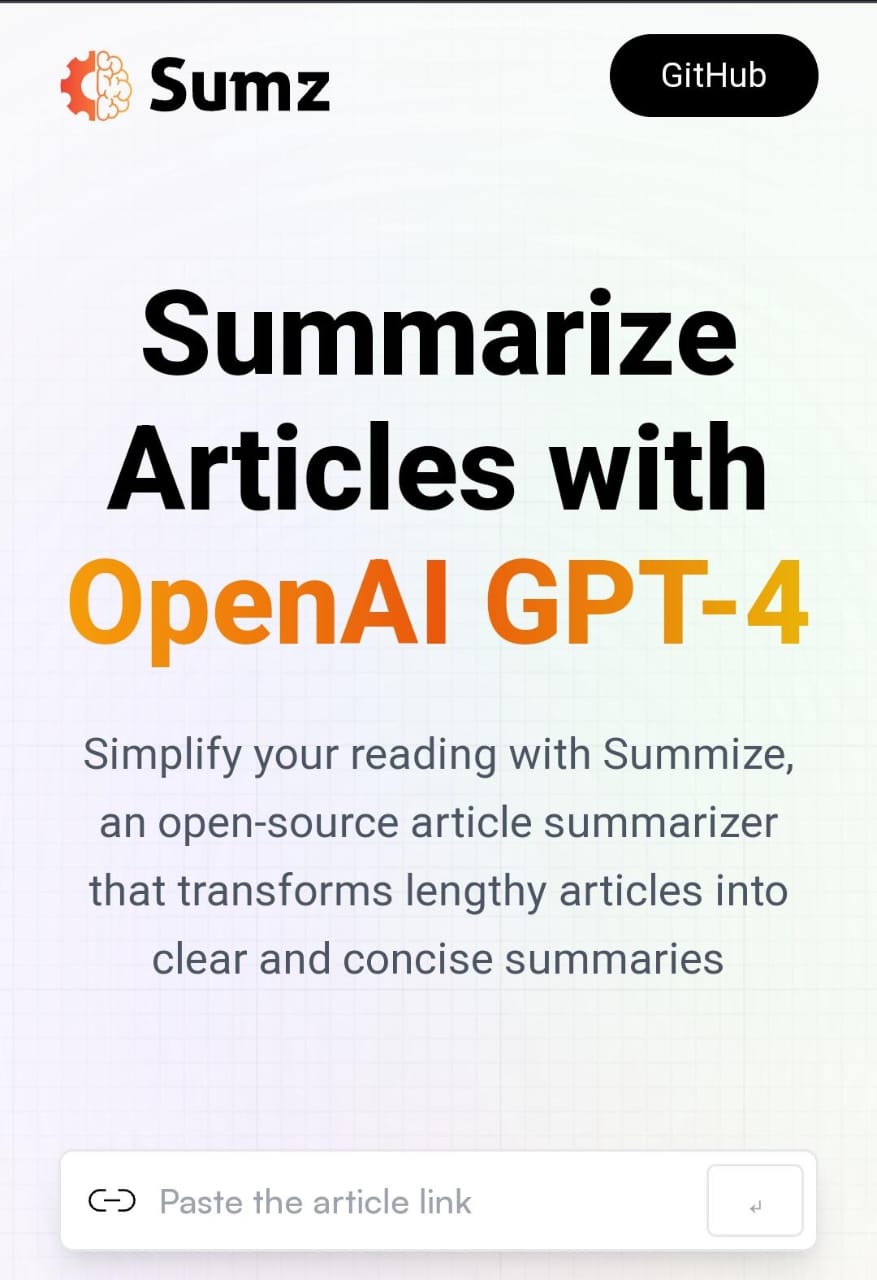 Sumz
GitHub
Summarize
Articles with
OpenAI GPT-4
Simplify your reading with Summize,
an open-source article summarizer
that transforms lengthy articles into
clear and concise summaries
Paste the article link
↵